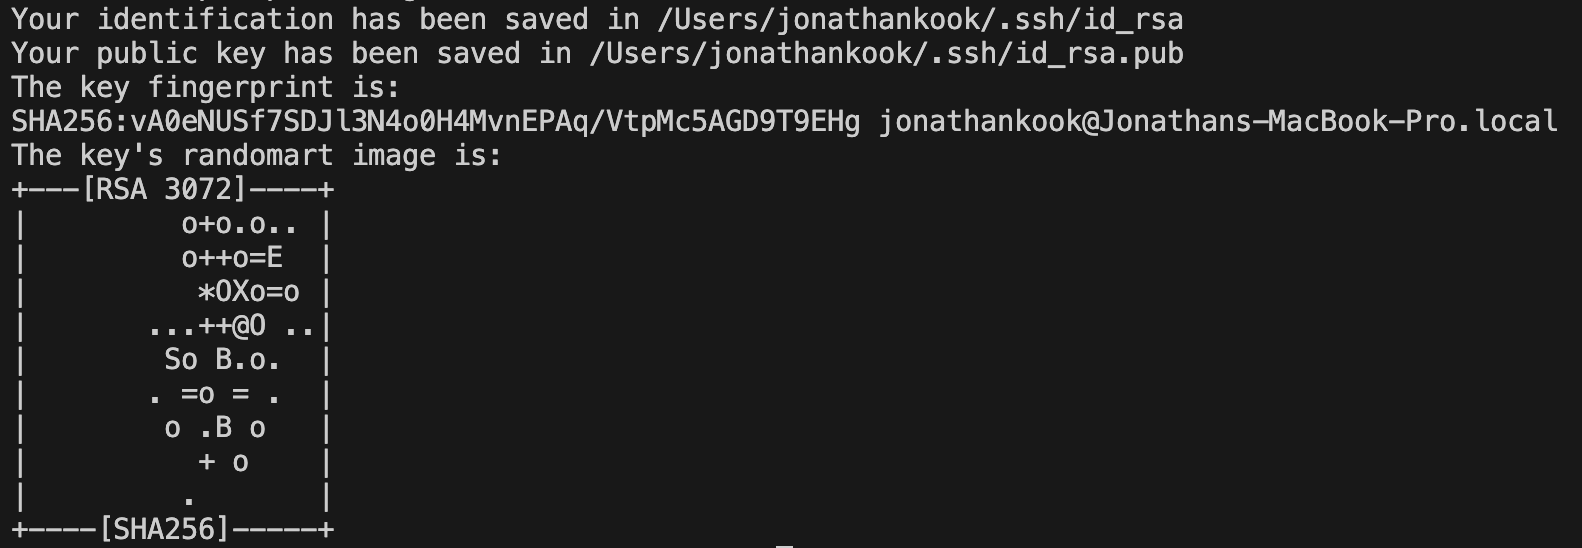 Your identification has been saved in /Users/jonathankook/.ssh/id_rsa
Your public key has been saved in /Users/jonathankook/.ssh/id_rsa.pub
The key fingerprint is:
SHA256:vA0eNUSf7SDJl3N4o0H4MvnEPAq/VtpMc5AGD9T9EHg jonathankook@Jonathans-MacBook-Pro.local
The key's randomart image is:
+---[RSA 3072]----+
|         o+o.o.. |
|         o++o=E  |
|          *OXo=o |
|       ...++@O ..|
|        So B.o.  |
|       . =o = .  |
|        o .B o   |
|          + o    |
|         .       |
+----[SHA256]-----+